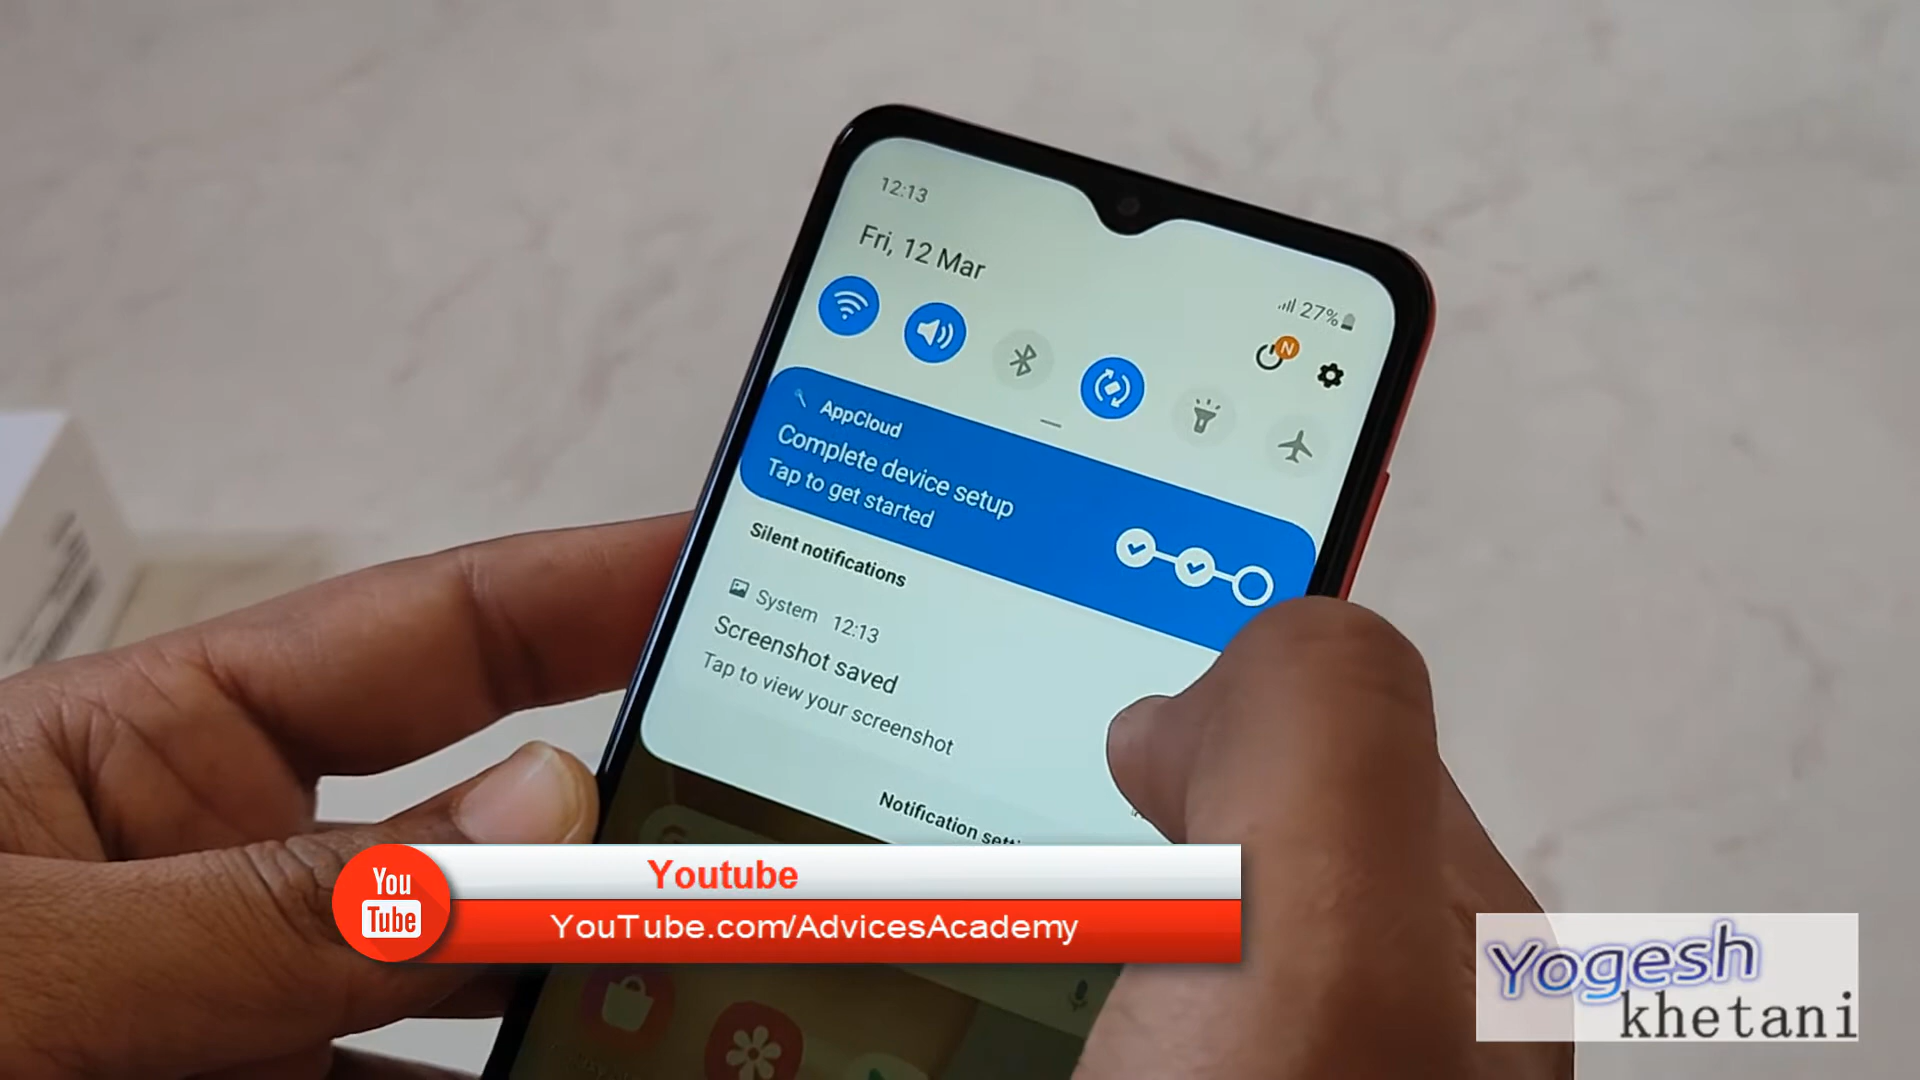 12:13
Fri, 12 Mar
27%
N
AppCloud
Complete device setup
Tap to get started
Silent notifications
System 12:13
Screenshot saved
Tap to view your screenshot
Notification
You
Tube
Youtube
YouTube.com/AdvicesAcademy
Yogesh
khetani